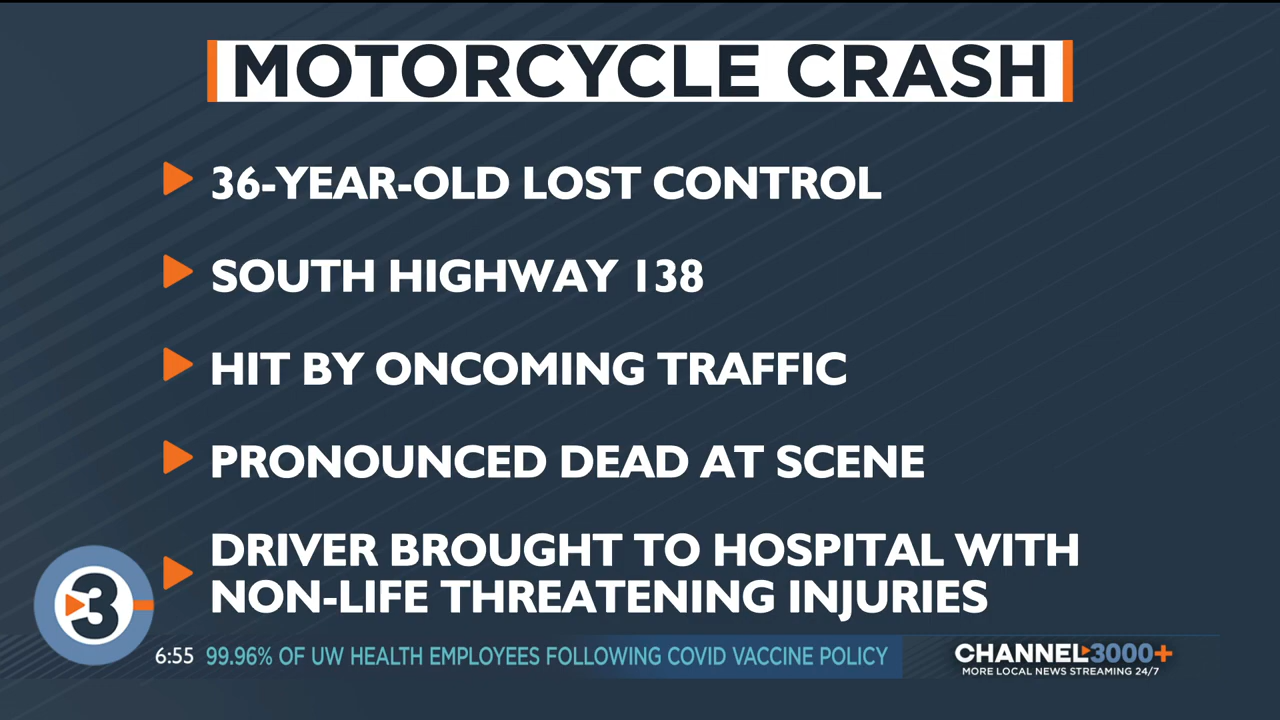 MOTORCYCLE CRASH
36-YEAR-OLD LOST CONTROL
SOUTH HIGHWAY 138
HIT BY ONCOMING TRAFFIC
PRONOUNCED DEAD AT SCENE
DRIVER BROUGHT TO HOSPITAL WITH
NON-LIFE THREATENING INJURIES
3
6:55 99.96% OF UW HEALTH EMPLOYEES FOLLOWING COVID VACCINE POLICY
CHANNEL3000+
MORE LOCAL NEWS STREAMING 24/7